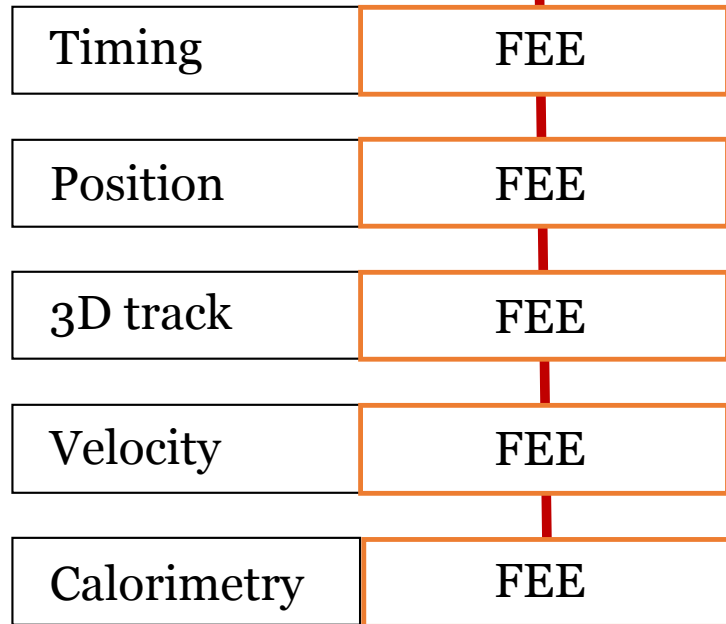 Timing FEE
Position FEE
3D track FEE
Velocity FEE
Calorimetry FEE